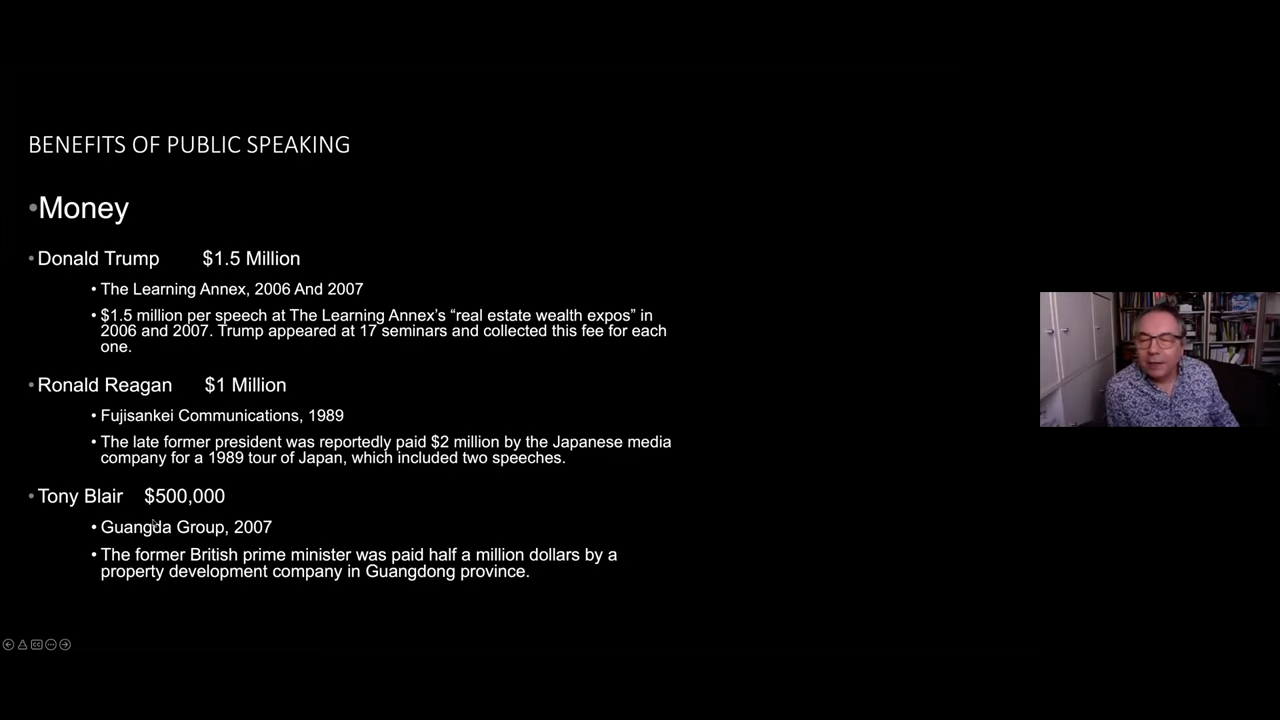 BENEFITS OF PUBLIC SPEAKING
•Money
• Donald Trump $1.5 Million
• The Learning Annex, 2006 And 2007
• $1.5 million per speech at The Learning Annex’s “real estate wealth expos” in
2006 and 2007. Trump appeared at 17 seminars and collected this fee for each
one.
• Ronald Reagan $1 Million
• Fujisankei Communications, 1989
• The late former president was reportedly paid $2 million by the Japanese media
company for a 1989 tour of Japan, which included two speeches.
• Tony Blair $500,000
• Guangda Group, 2007
• The former British prime minister was paid half a million dollars by a
property development company in Guangdong province.